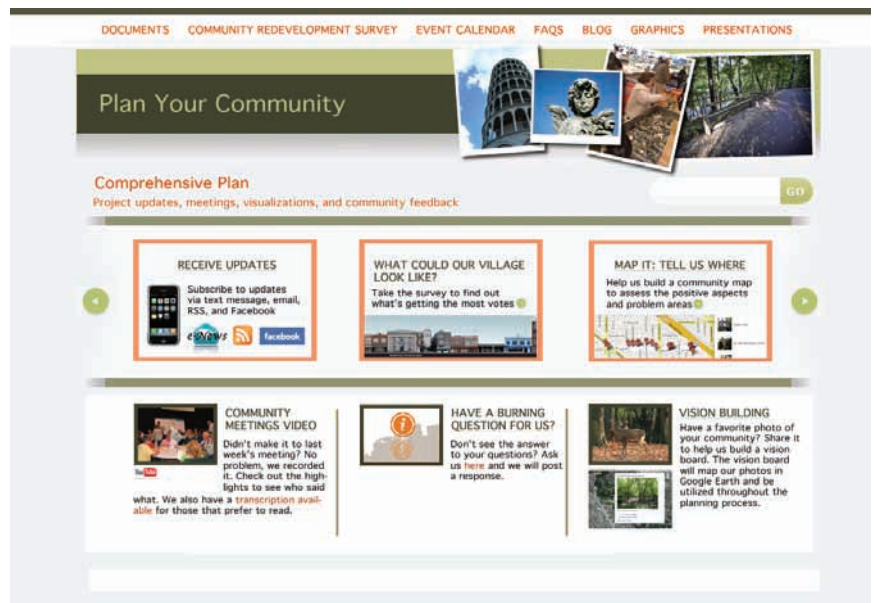 DOCUMENTS COMMUNITY REDEVELOPMENT SURVEY EVENT CALENDAR FAQS BLOG GRAPHICS PRESENTATIONS
Plan Your Community
Comprehensive Plan
Project updates, meetings, visualizations, and community feedback
GO
RECEIVE UPDATES
Subscribe to updates
via text message, email,
RSS, and Facebook
e-News
facebook
WHAT COULD OUR VILLAGE
LOOK LIKE?
Take the survey to find out
what's getting the most votes
MAP IT: TELL US WHERE
Help us build a community map
to assess the positive aspects
and problem areas
COMMUNITY
MEETINGS VIDEO
Didn't make it to last
week's meeting? No
problem, we recorded
it. Check out the high-
lights to see who said
what. We also have a transcription avail-
able for those that prefer to read.
You Tube
HAVE A BURNING
QUESTION FOR US?
Don't see the answer
to your questions? Ask
us here and we will post
a response.
VISION BUILDING
Have a favorite photo of
your community? Share it
to help us build a vision
board. The vision board
will map our photos in
Google Earth and be
utilized throughout the
planning process.